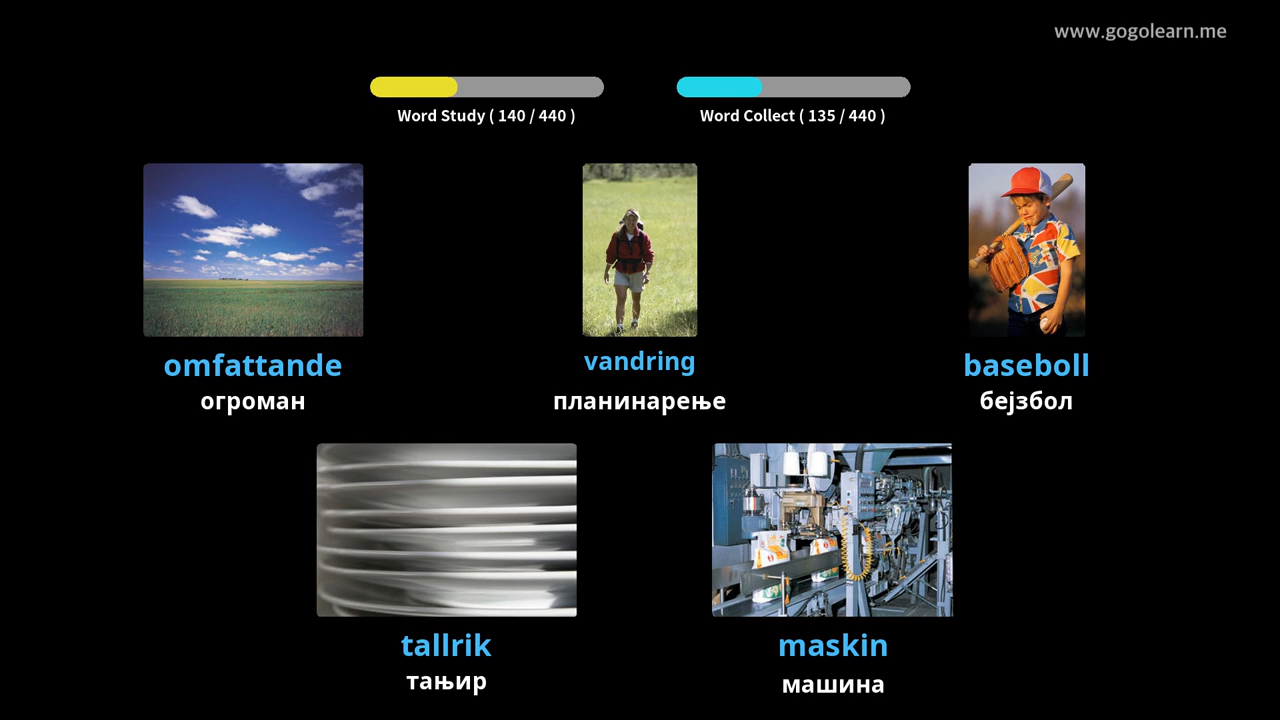 www.gogolearn.me
Word Study ( 140 / 440 )
Word Collect ( 135 / 440 )
omfattande
огроман
vandring
планинарење
baseboll
бејзбол
tallrik
тањир
maskin
машина